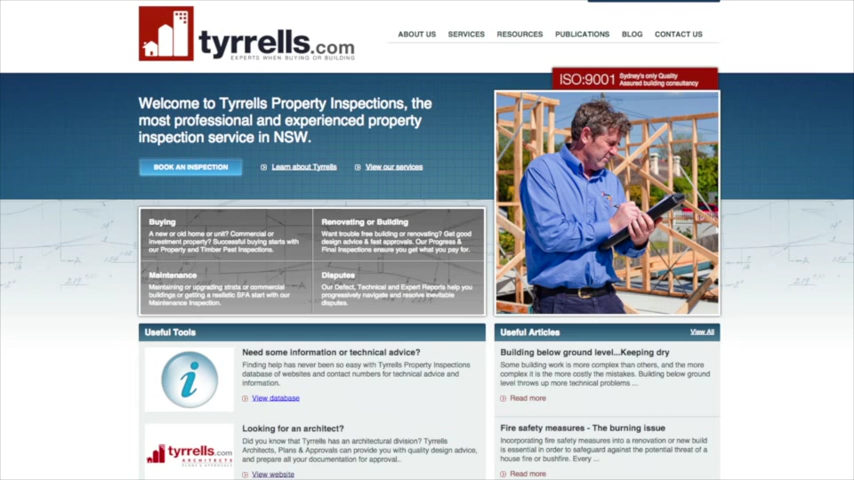 tyrrells.com
EXPERTS WHEN BUYING OR BUILDING
ABOUT US SERVICES RESOURCES PUBLICATIONS BLOG CONTACT US
ISO:9001 Sydney's only Quality
Assured building consultancy
Welcome to Tyrrells Property Inspections, the
most professional and experienced property
inspection service in NSW.
BOOK AN INSPECTION Learn about Tyrrells View our services
Buying
A new or old home or unit? Commercial or
investment property? Successful buying starts with
our Property and Timber Pest Inspections.
Renovating or Building
Want trouble free building or renovating? Get good
design advice & fast approvals. Our Progress &
Final Inspections ensure you get what you pay for.
Maintenance
Maintaining or upgrading strata or commercial
buildings or getting a realistic SFA start with our
Maintenance Inspection.
Disputes
Our Defect, Technical and Expert Reports help you
progressively navigate and resolve inevitable
disputes.
Useful Tools
Need some information or technical advice?
Finding help has never been so easy with Tyrrells Property Inspections
database of websites and contact numbers for technical advice and
information.
View database
Looking for an architect?
Did you know that Tyrrells has an architectural division? Tyrrells
Architects, Plans & Approvals can provide you with quality design advice,
and prepare all your documentation for approval..
View website
tyrrells.com
ARCHITECTS
PLANS & APPROVALS
Useful Articles View All
Building below ground level...Keeping dry
Some building work is more complex than others, and the more
complex it is the more costly the mistakes. Building below ground
level throws up more technical problems ...
Read more
Fire safety measures - The burning issue
Incorporating fire safety measures into a renovation or new build
is essential in order to safeguard against the potential threat of a
house fire or bushfire. Every ...
Read more